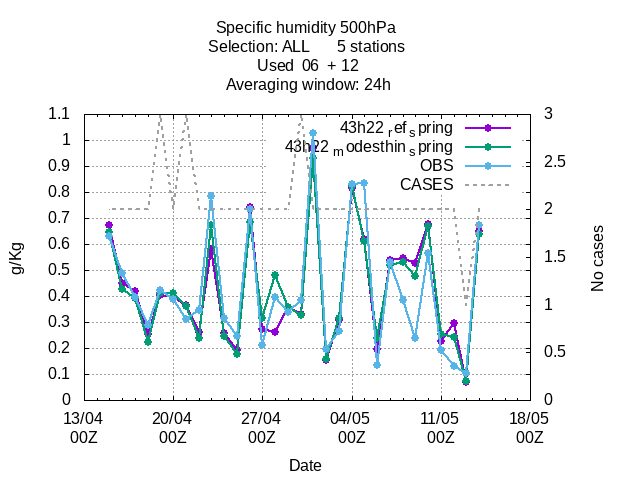 Specific humidity 500hPa
Selection: ALL 5 stations
Used 06 + 12
Averaging window: 24h
43h22 ref spring
43h22 modesthin spring
OBS
CASES
g/Kg
1.1
1
0.9
0.8
0.7
0.6
0.5
0.4
0.3
0.2
0.1
0
3
2.5
2
1.5
1
0.5
0
No cases
13/04 20/04 27/04 04/05 11/05 18/05
00Z 00Z 00Z 00Z 00Z 00Z
Date